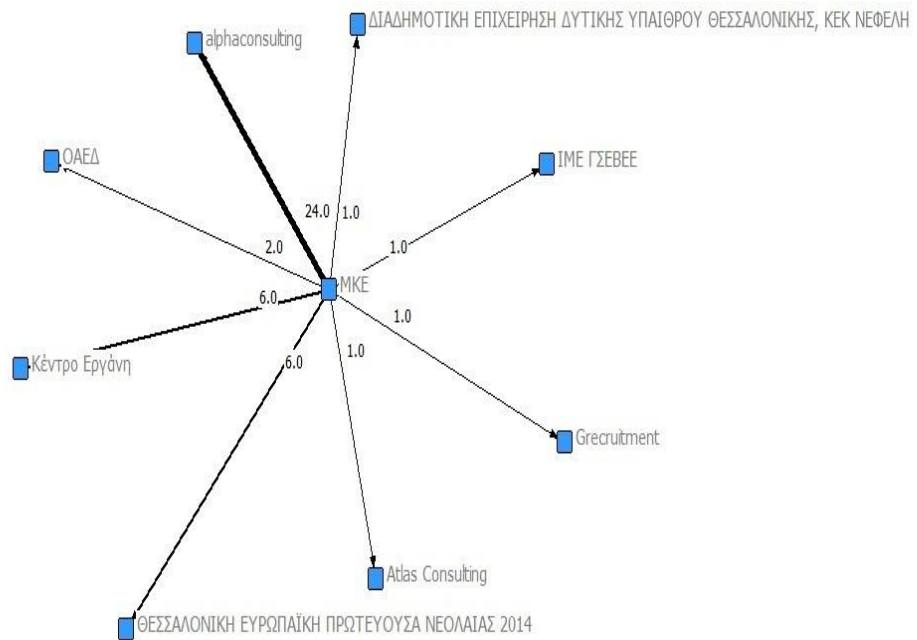 ΔΙΑΔΗΜΟΤΙΚΗ ΕΠΙΧΕΙΡΗΣΗ ΔΥΤΙΚΗΣ ΥΠΑΙΘΡΟΥ ΘΕΣΣΑΛΟΝΙΚΗΣ, ΚΕΚ ΝΕΦΕΛΗ
alphaconsulting
ΟΑΕΔ
ΙΜΕ ΓΣΕΒΕΕ
24.0
1.0
2.0
1.0
ΜΚΕ
6.0
1.0
1.0
6.0
Κέντρο Εργάνη
Grecruitment
Atlas Consulting
ΘΕΣΣΑΛΟΝΙΚΗ ΕΥΡΩΠΑΪΚΗ ΠΡΩΤΕΥΟΥΣΑ ΝΕΟΛΑΙΑΣ 2014